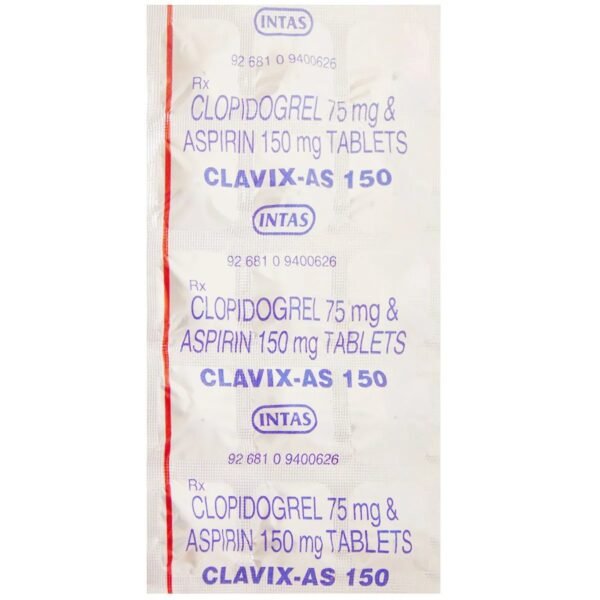 INTAS
92 681 0 9400626
Rx
CLOPIDOGREL 75 mg &
ASPIRIN 150 mg TABLETS
CLAVIX-AS 150
INTAS
92 681 0 9400626
Rx
CLOPIDOGREL 75 mg &
ASPIRIN 150 mg TABLETS
CLAVIX-AS 150
INTAS
92 681 0 9400626
Rx
CLOPIDOGREL 75 mg &
ASPIRIN 150 mg TABLETS
CLAVIX-AS 150